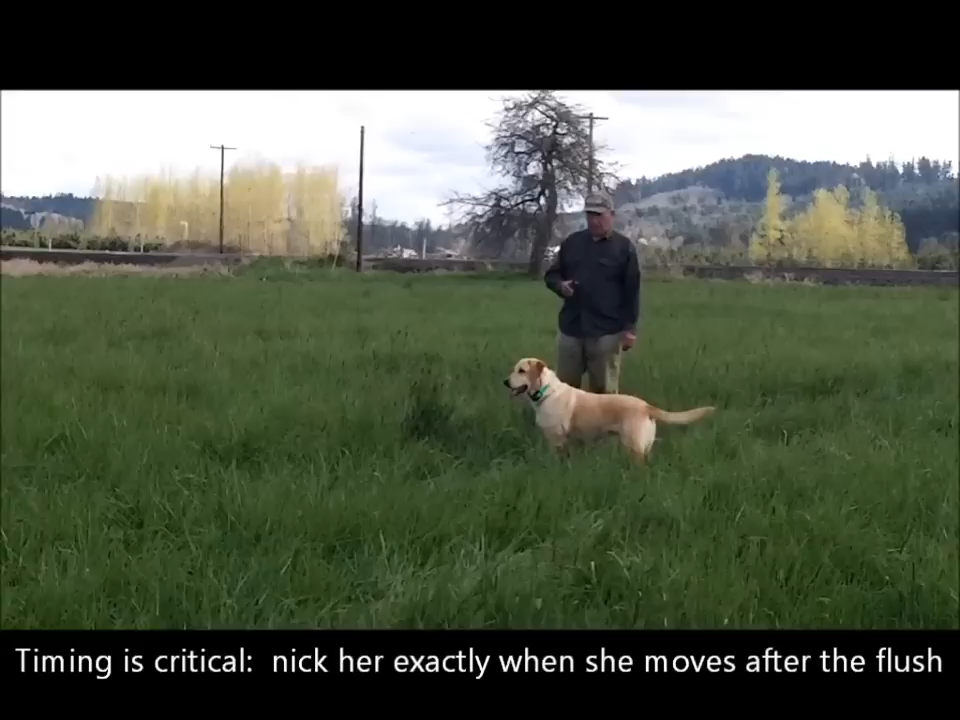 Timing is critical:  nick her exactly when she moves after the flush